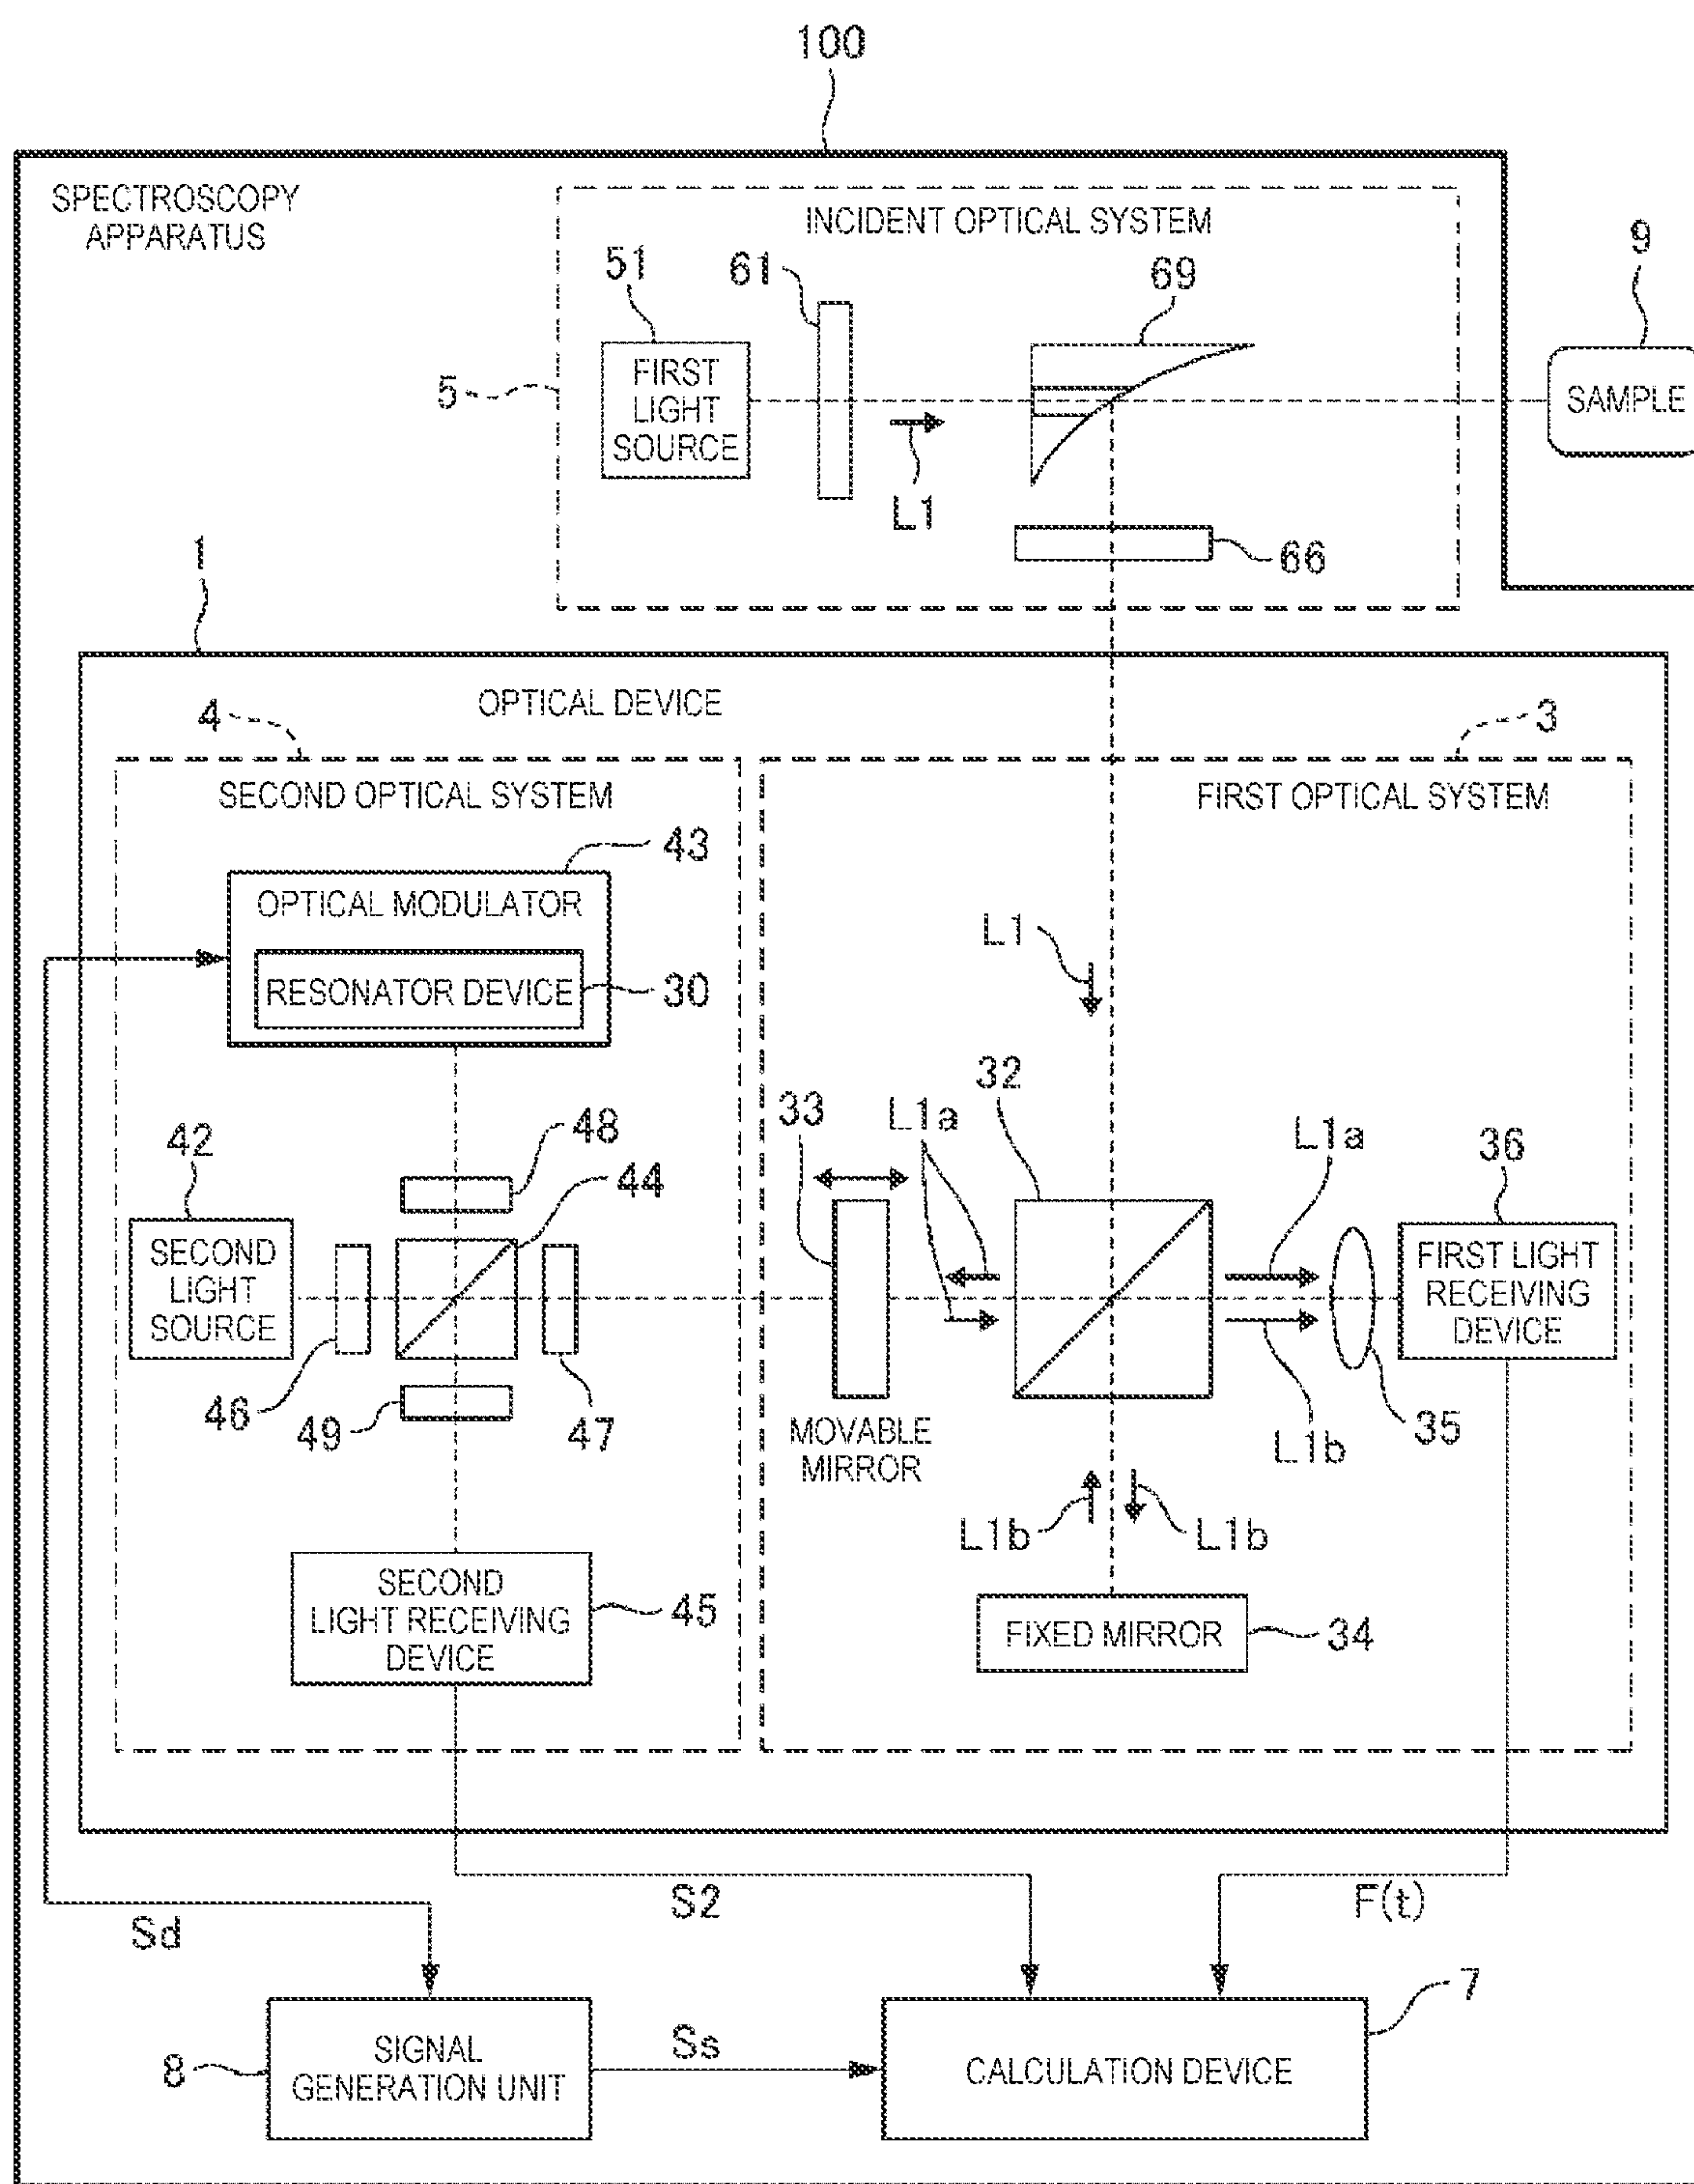 100
SPECTROSCOPY
APPARATUS
INCIDENT OPTICAL SYSTEM
51
61
69
9
5
FIRST
LIGHT
SOURCE
SAMPLE
L1
66
1
OPTICAL DEVICE
4
3
SECOND OPTICAL SYSTEM
FIRST OPTICAL SYSTEM
43
OPTICAL MODULATOR
L1
RESONATOR DEVICE
30
32
33
L1a
L1a
36
42
48
44
SECOND
LIGHT
SOURCE
FIRST LIGHT
RECEIVING
DEVICE
46
49
47
MOVABLE
MIRROR
35
L1b
L1b
L1b
SECOND
LIGHT RECEIVING
DEVICE
45
FIXED MIRROR
34
Sd
S2
F(t)
7
8
SIGNAL
GENERATION UNIT
Ss
CALCULATION DEVICE